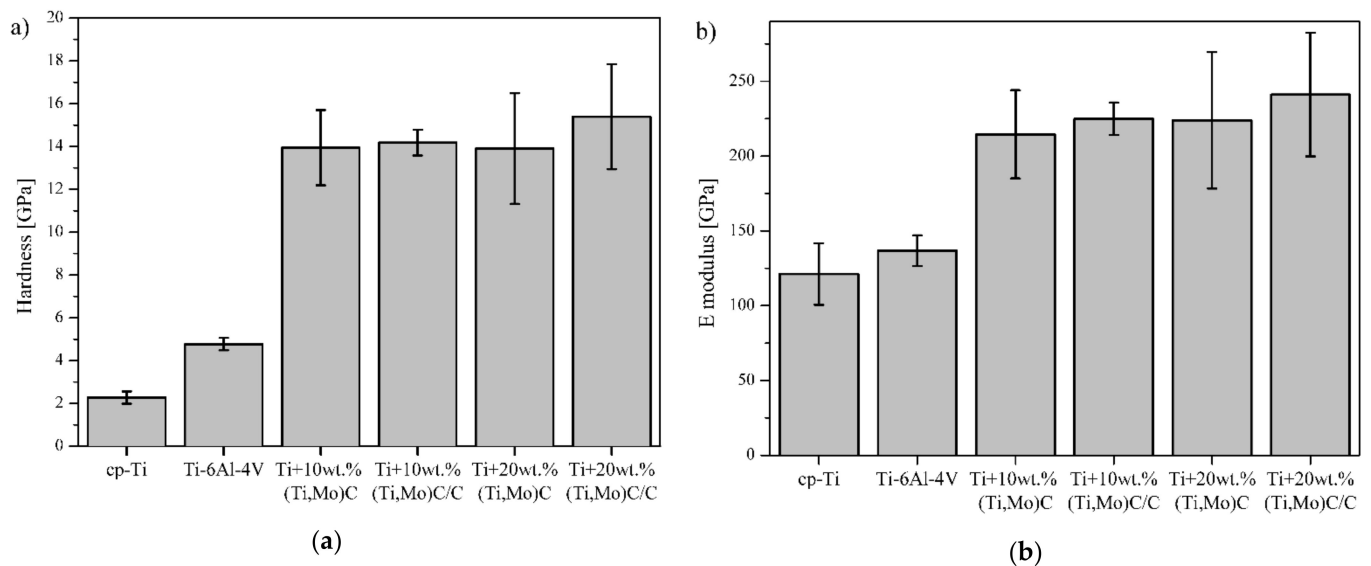 a)
Hardness [GPa]
20
18
16
14
12
10
8
6
4
2
0
cp-Ti Ti-6Al-4V Ti+10wt.% Ti+10wt.% Ti+20wt.% Ti+20wt.%
(Ti,Mo)C (Ti,Mo)C/C (Ti,Mo)C (Ti,Mo)C/C
(a)
b)
E modulus [GPa]
250
200
150
100
50
0
cp-Ti Ti-6Al-4V Ti+10wt.% Ti+10wt.% Ti+20wt.% Ti+20wt.%
(Ti,Mo)C (Ti,Mo)C/C (Ti,Mo)C (Ti,Mo)C/C
(b)